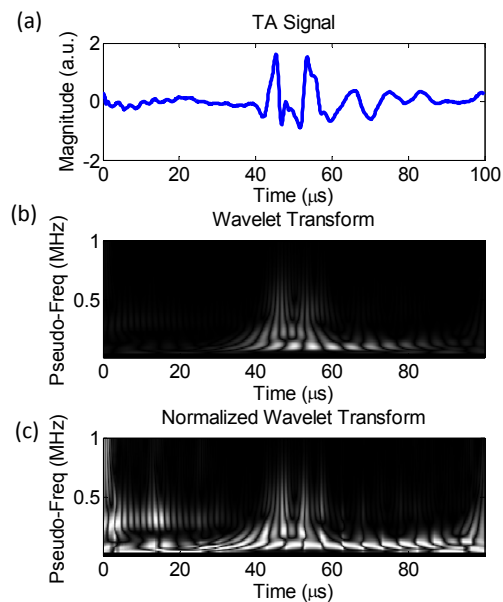 (a)
TA Signal
Magnitude (a.u.)
2
0
-2
0 20 40 60 80 100
Time (μs)
(b)
Wavelet Transform
Pseudo-Freq (MHz)
1
0.5
0 20 40 60 80
Time (μs)
(c)
Normalized Wavelet Transform
Pseudo-Freq (MHz)
1
0.5
0 20 40 60 80
Time (μs)